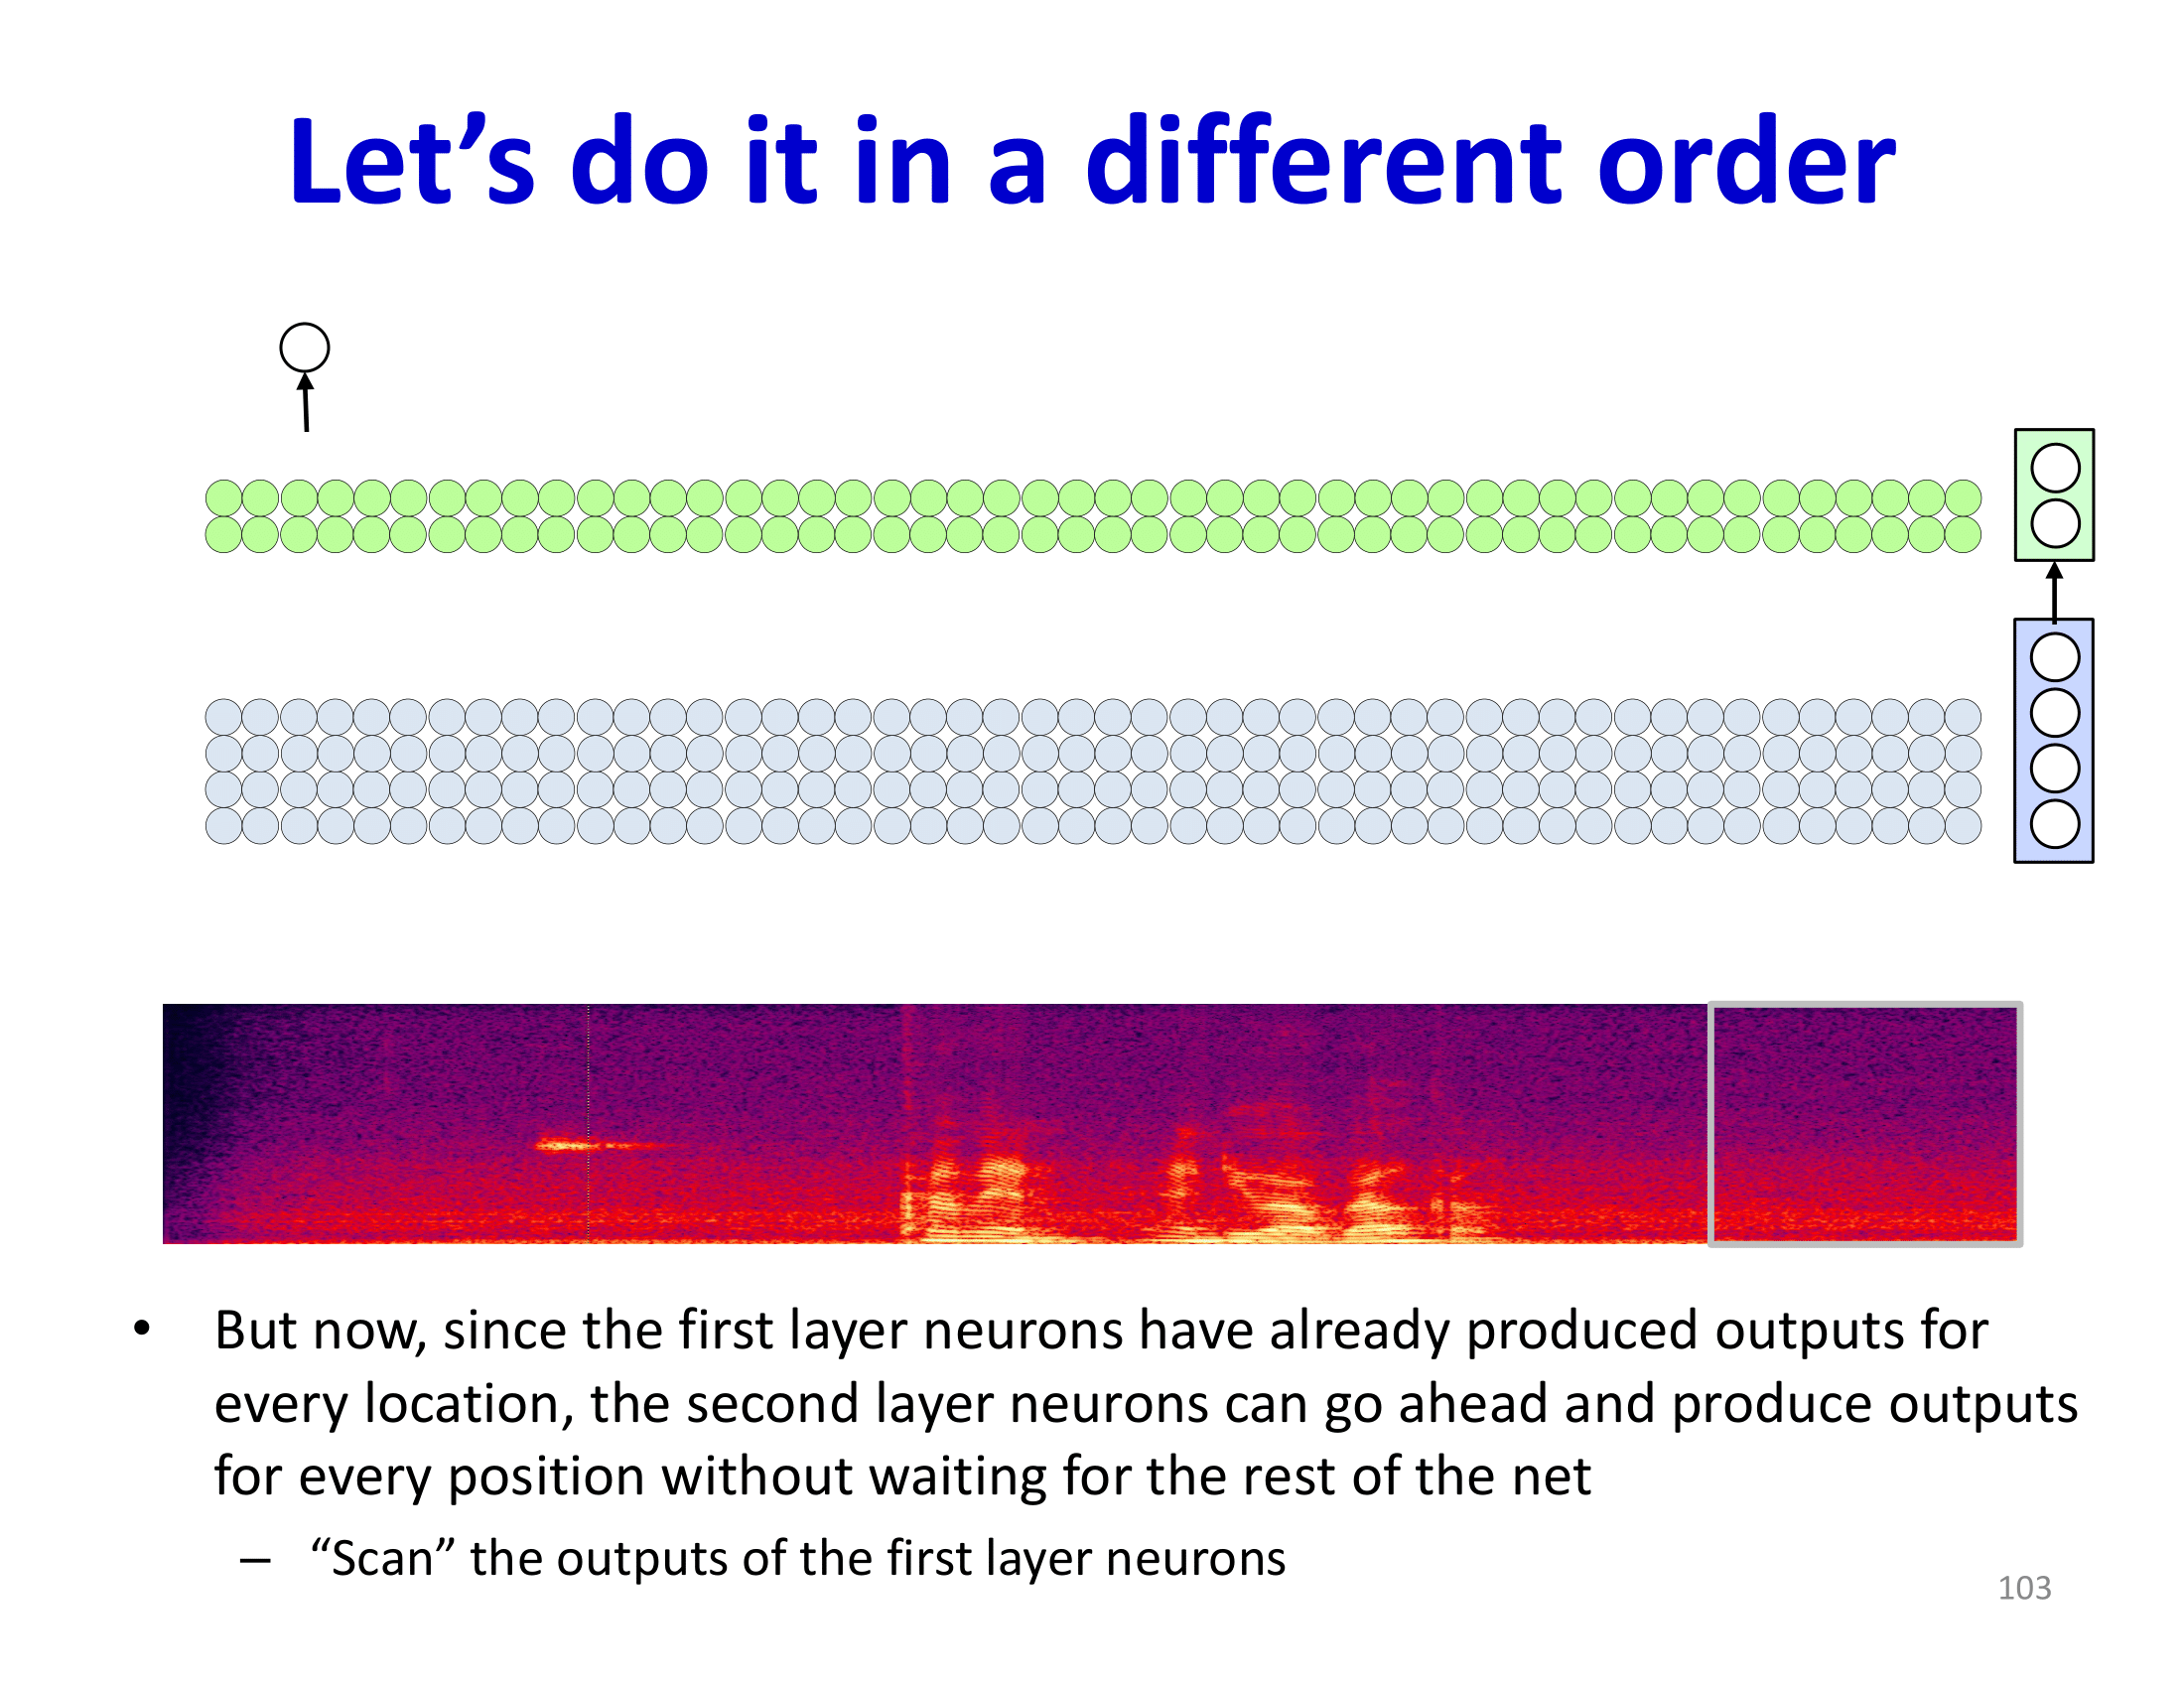 Let’s do it in a different order
• But now, since the first layer neurons have already produced outputs for
every location, the second layer neurons can go ahead and produce outputs
for every position without waiting for the rest of the net
– “Scan” the outputs of the first layer neurons
103